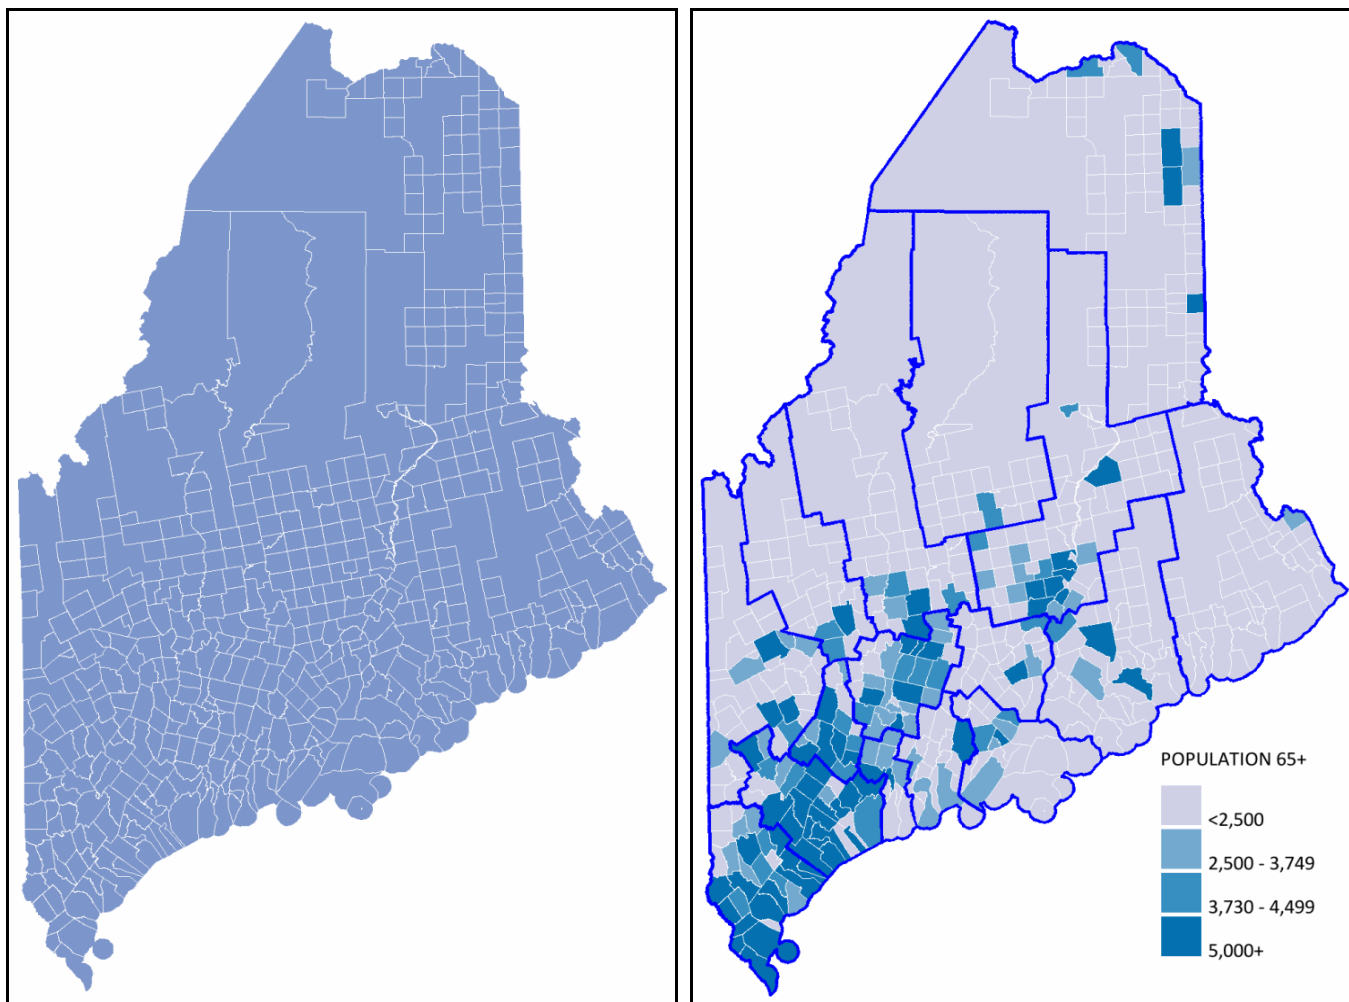 POPULATION 65+
<2,500
2,500 - 3,749
3,730 - 4,499
5,000+